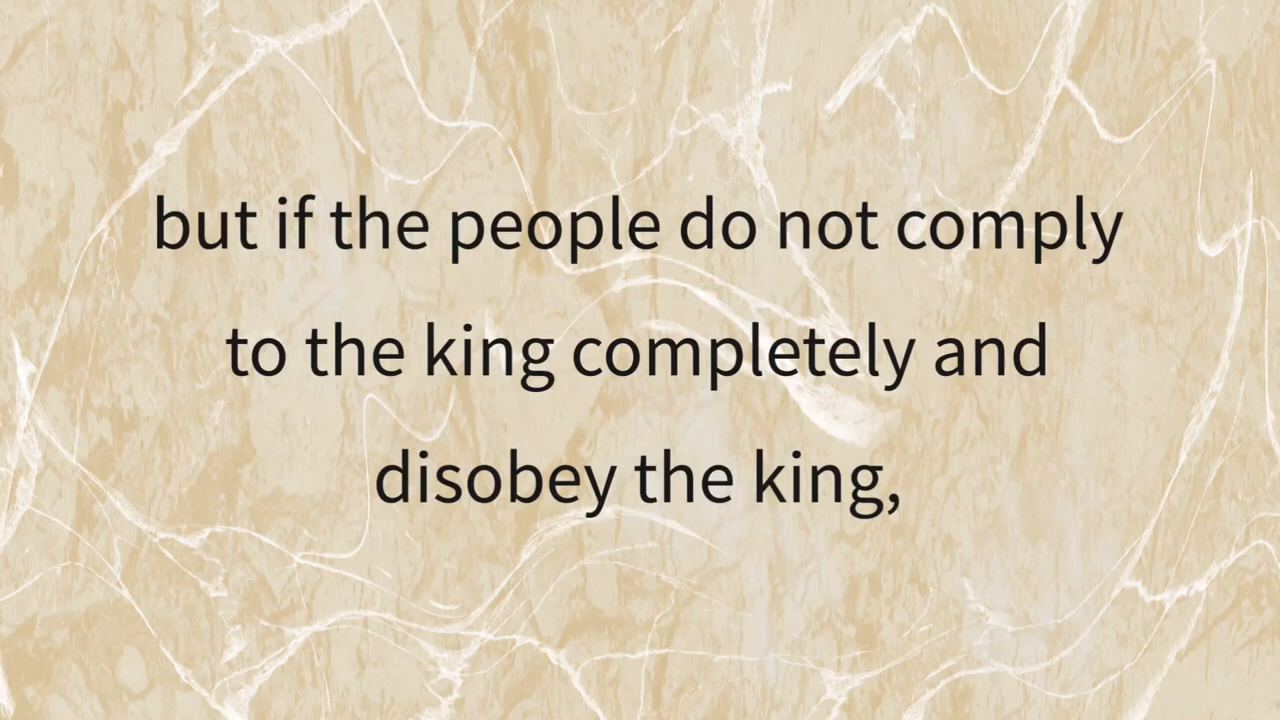 but if the people do not comply
to the king completely and
disobey the king,